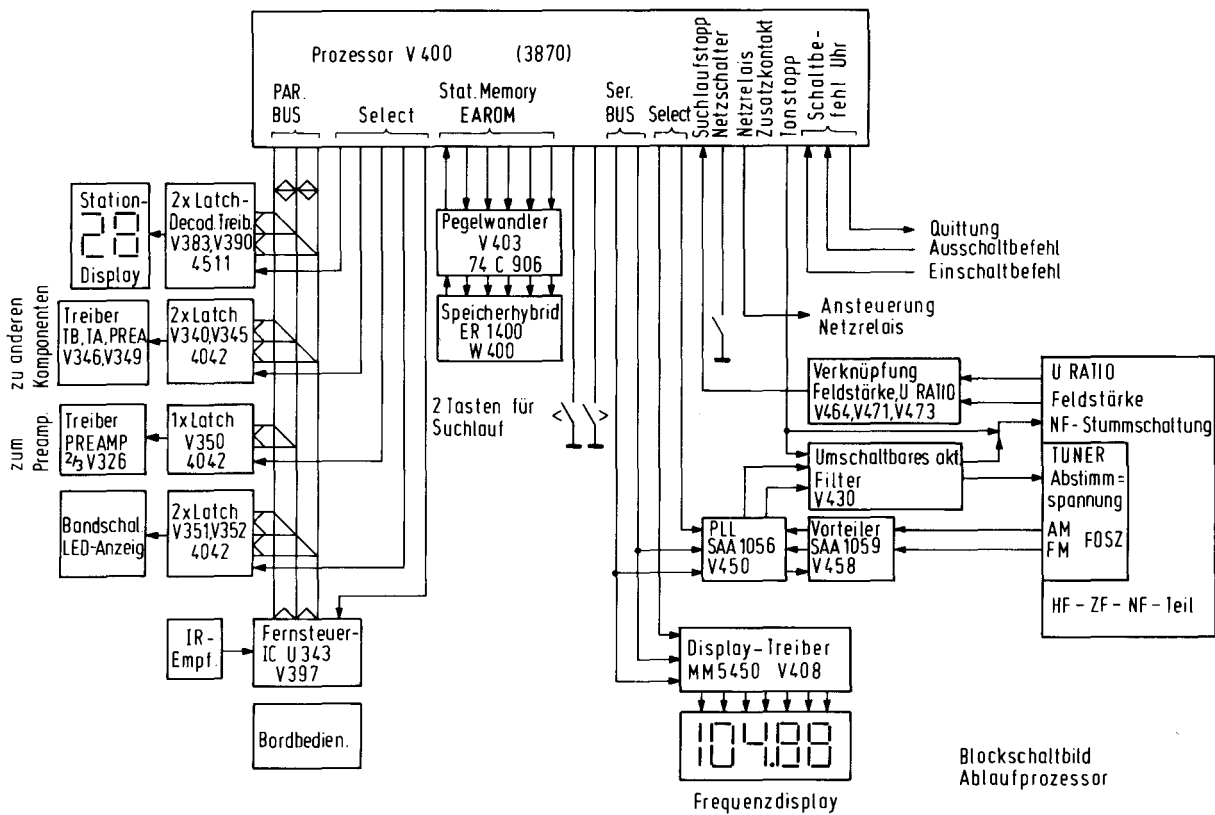 Prozessor V 400 (3870)
PAR.
BUS
Select
Stat. Memory
EAROM
Ser.
BUS
Select
Suchlaufstopp
Netzschalter
Netzrelais
Zusatzkontakt
Tonstopp
Schaltbe-
fehl Uhr
Station-
28
Display
2x Latch-
Decod. Treib.
V383,V390
4511
Pegelwandler
V 403
74 C 906
Speicherhybrid
ER 1400
W 400
Quittung
Ausschaltbefehl
Einschaltbefehl
Ansteuerung
Netzrelais
zu anderen
Komponenten
Treiber
TB,TA,PREA
V346,V349
2x Latch
V340,V345
4042
zum
Preamp.
Treiber
PREAMP
2/3 V326
1x Latch
V350
4042
2 Tasten für
Suchlauf
Verknüpfung
Feldstärke,U RATIO
V464,V471,V473
U RATIO
Feldstärke
NF-Stummschaltung
Umschaltbares akt.
Filter
V430
TUNER
Abstimm=
spannung
AM
FM
FOSZ
HF - ZF - NF - Teil
Bandschal.
LED-Anzeig
2x Latch
V351,V352
4042
PLL
SAA 1056
V450
Vorteiler
SAA 1059
V458
IR-
Empf.
Fernsteuer-
IC U 343
V397
Bordbedien.
Display-Treiber
MM5450 V408
104.88
Frequenzdisplay
Blockschaltbild
Ablaufprozessor